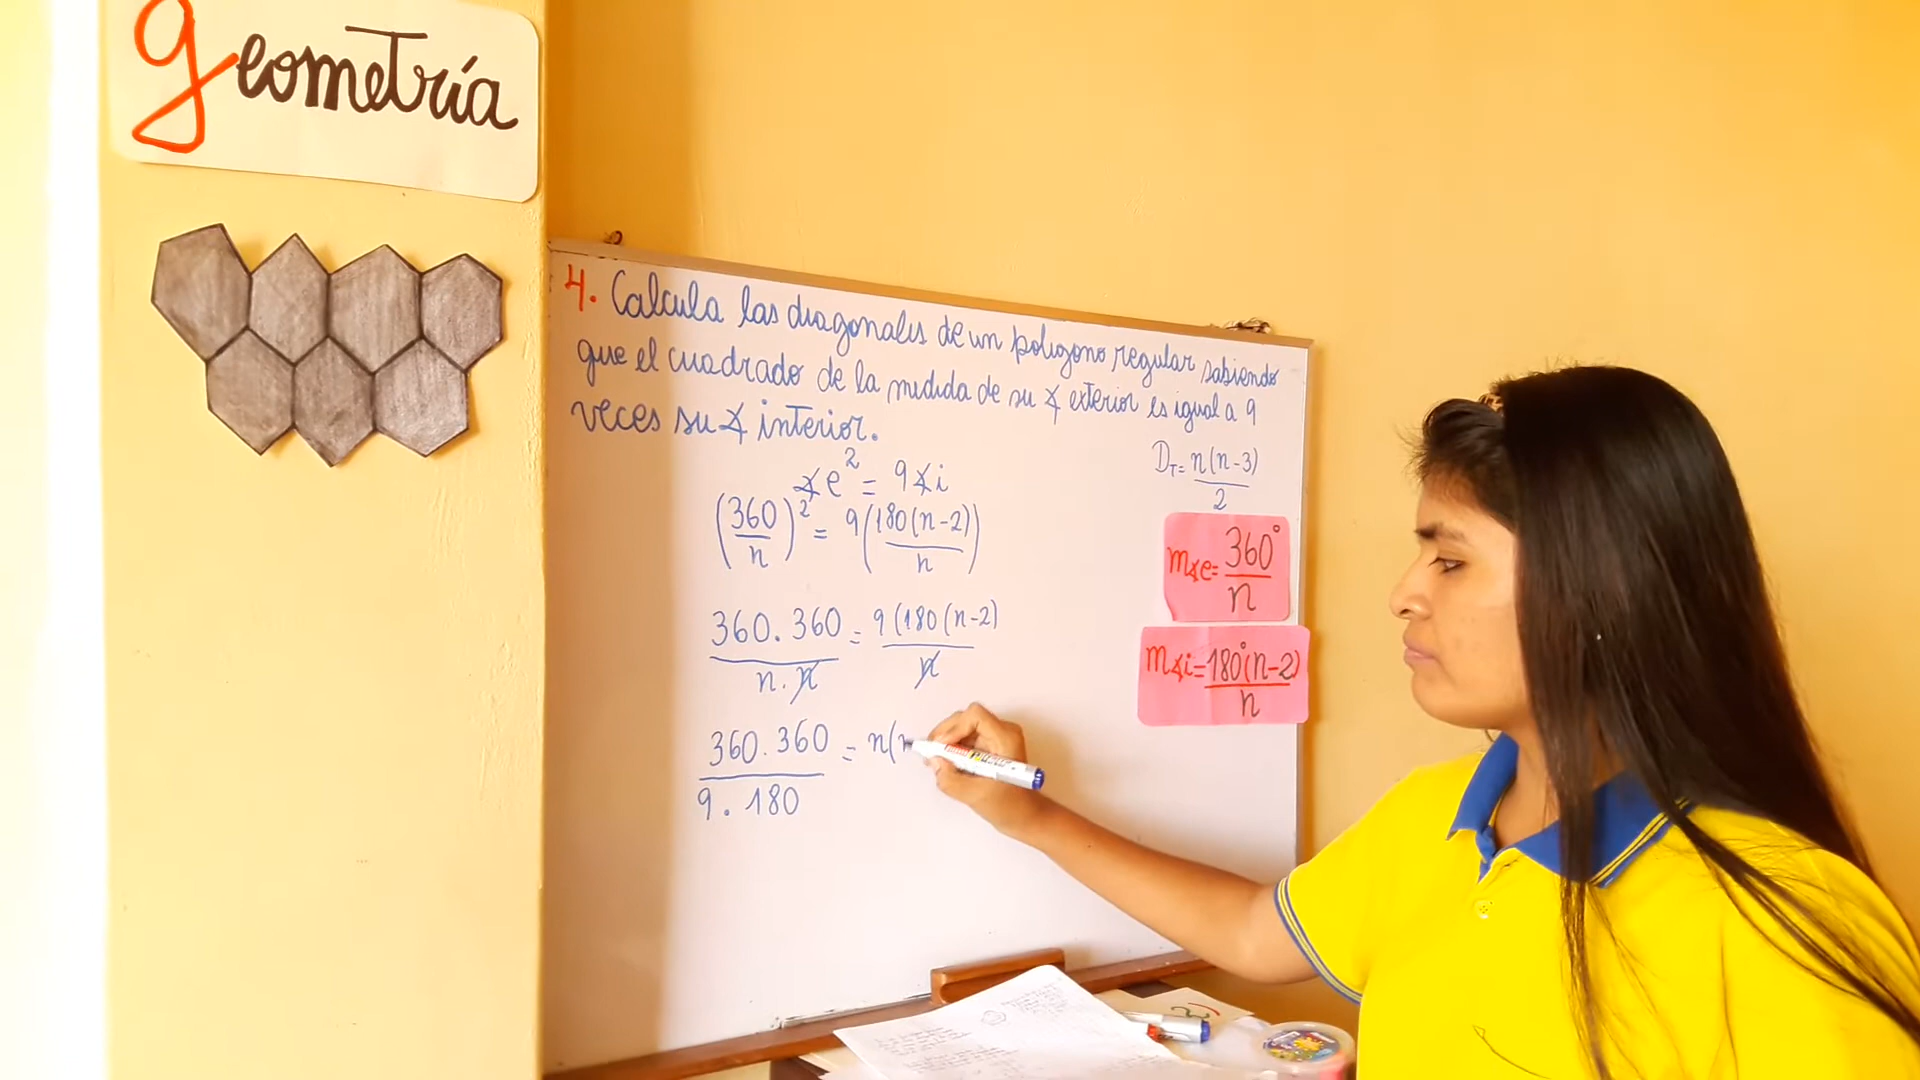 Geometría
4. Calcula las diagonales de un poligono regular sabiendo
que el cuadrado de la medida de su ∡ exterior es igual a 9
veces su ∡ interior.
∡e² = 9∡i
(360/n)² = 9(180(n-2)/n)
360.360/n.n = 9(180(n-2)/n
360.360/9.180 = n(n
D_T = n(n-3)/2
m∡e = 360°/n
m∡i = 180°(n-2)/n